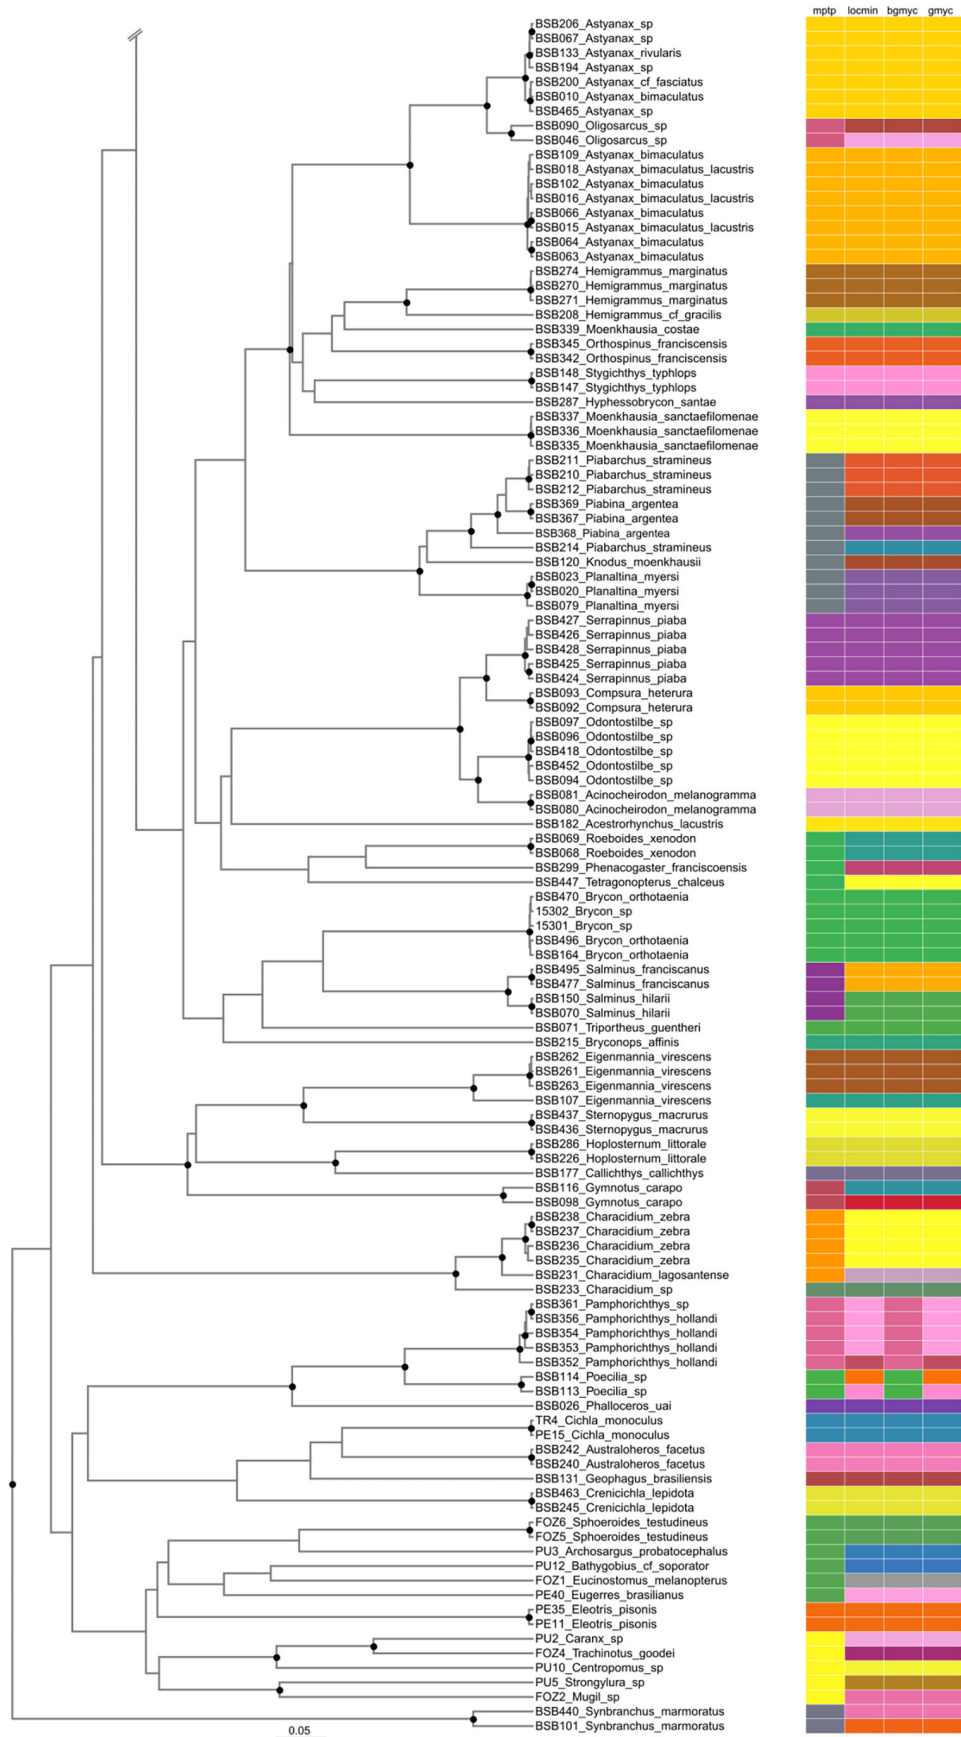 mptp locmin bgmyc gmyc
BSB206_Astyanax_sp
BSB067_Astyanax_sp
BSB133_Astyanax_rivularis
BSB194_Astyanax_sp
BSB200_Astyanax_cf_fasciatus
BSB010_Astyanax_bimaculatus
BSB465_Astyanax_sp
BSB090_Oligosarcus_sp
BSB046_Oligosarcus_sp
BSB109_Astyanax_bimaculatus
BSB018_Astyanax_bimaculatus_lacustris
BSB102_Astyanax_bimaculatus
BSB016_Astyanax_bimaculatus_lacustris
BSB066_Astyanax_bimaculatus
BSB015_Astyanax_bimaculatus_lacustris
BSB064_Astyanax_bimaculatus
BSB063_Astyanax_bimaculatus
BSB274_Hemigrammus_marginatus
BSB270_Hemigrammus_marginatus
BSB271_Hemigrammus_marginatus
BSB208_Hemigrammus_cf_gracilis
BSB339_Moenkhausia_costae
BSB345_Orthospinus_franciscensis
BSB342_Orthospinus_franciscensis
BSB148_Stygichthys_typhlops
BSB147_Stygichthys_typhlops
BSB287_Hyphessobrycon_santae
BSB337_Moenkhausia_sanctaefilomenae
BSB336_Moenkhausia_sanctaefilomenae
BSB335_Moenkhausia_sanctaefilomenae
BSB211_Piabarchus_stramineus
BSB210_Piabarchus_stramineus
BSB212_Piabarchus_stramineus
BSB369_Piabina_argentea
BSB367_Piabina_argentea
BSB368_Piabina_argentea
BSB214_Piabarchus_stramineus
BSB120_Knodus_moenkhausii
BSB023_Planaltina_myersi
BSB020_Planaltina_myersi
BSB079_Planaltina_myersi
BSB427_Serrapinnus_piaba
BSB426_Serrapinnus_piaba
BSB428_Serrapinnus_piaba
BSB425_Serrapinnus_piaba
BSB424_Serrapinnus_piaba
BSB093_Compsura_heterura
BSB092_Compsura_heterura
BSB097_Odontostilbe_sp
BSB096_Odontostilbe_sp
BSB418_Odontostilbe_sp
BSB452_Odontostilbe_sp
BSB094_Odontostilbe_sp
BSB081_Acinocheirodon_melanogramma
BSB080_Acinocheirodon_melanogramma
BSB182_Acestrorhynchus_lacustris
BSB069_Roeboides_xenodon
BSB068_Roeboides_xenodon
BSB299_Phenacogaster_franciscoensis
BSB447_Tetragonopterus_chalceus
BSB470_Brycon_orthotaenia
15302_Brycon_sp
15301_Brycon_sp
BSB496_Brycon_orthotaenia
BSB164_Brycon_orthotaenia
BSB495_Salminus_franciscanus
BSB477_Salminus_franciscanus
BSB150_Salminus_hilarii
BSB070_Salminus_hilarii
BSB071_Triportheus_guentheri
BSB215_Bryconops_affinis
BSB262_Eigenmannia_virescens
BSB261_Eigenmannia_virescens
BSB263_Eigenmannia_virescens
BSB107_Eigenmannia_virescens
BSB437_Sternopygus_macrurus
BSB436_Sternopygus_macrurus
BSB286_Hoplosternum_littorale
BSB226_Hoplosternum_littorale
BSB177_Callichthys_callichthys
BSB116_Gymnotus_carapo
BSB098_Gymnotus_carapo
BSB238_Characidium_zebra
BSB237_Characidium_zebra
BSB236_Characidium_zebra
BSB235_Characidium_zebra
BSB231_Characidium_lagosantense
BSB233_Characidium_sp
BSB361_Pamphorichthys_sp
BSB356_Pamphorichthys_hollandi
BSB354_Pamphorichthys_hollandi
BSB353_Pamphorichthys_hollandi
BSB352_Pamphorichthys_hollandi
BSB114_Poecilia_sp
BSB113_Poecilia_sp
BSB026_Phalloceros_uai
TR4_Cichla_monoculus
PE15_Cichla_monoculus
BSB242_Australoheros_facetus
BSB240_Australoheros_facetus
BSB131_Geophagus_brasiliensis
BSB463_Crenicichla_lepidota
BSB245_Crenicichla_lepidota
FOZ6_Sphoeroides_testudineus
FOZ5_Sphoeroides_testudineus
PU3_Archosargus_probatocephalus
PU12_Bathygobius_cf_soporator
FOZ1_Eucinostomus_melanopterus
PE40_Eugerres_brasilianus
PE35_Eleotris_pisonis
PE11_Eleotris_pisonis
PU2_Caranx_sp
FOZ4_Trachinotus_goodei
PU10_Centropomus_sp
PU5_Strongylura_sp
FOZ2_Mugil_sp
BSB440_Synbranchus_marmoratus
BSB101_Synbranchus_marmoratus
0.05